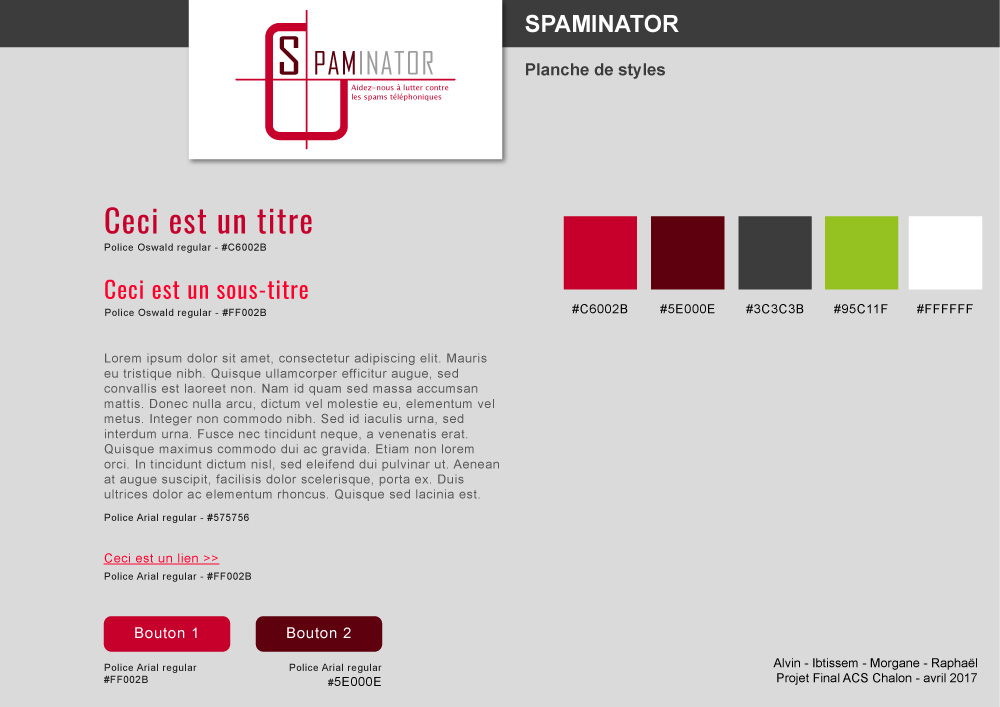 SPAMINATOR
Planche de styles
SPAMINATOR
Aidez-nous à lutter contre
les spams téléphoniques
Ceci est un titre
Police Oswald regular - #C6002B
Ceci est un sous-titre
Police Oswald regular - #FF002B
#C6002B
#5E000E
#3C3C3B
#95C11F
#FFFFFF
Lorem ipsum dolor sit amet, consectetur adipiscing elit. Mauris
eu tristique nibh. Quisque ullamcorper efficitur augue, sed
convallis est laoreet non. Nam id quam sed massa accumsan
mattis. Donec nulla arcu, dictum vel molestie eu, elementum vel
metus. Integer non commodo nibh. Sed id iaculis urna, sed
interdum urna. Fusce nec tincidunt neque, a venenatis erat.
Quisque maximus commodo dui ac gravida. Etiam non lorem
orci. In tincidunt dictum nisl, sed eleifend dui pulvinar ut. Aenean
at augue suscipit, facilisis dolor scelerisque, porta ex. Duis
ultrices dolor ac elementum rhoncus. Quisque sed lacinia est.
Police Arial regular - #575756
Ceci est un lien >>
Police Arial regular - #FF002B
Bouton 1
Police Arial regular
#FF002B
Bouton 2
Police Arial regular
#5E000E
Alvin - Ibtissem - Morgane - Raphaël
Projet Final ACS Chalon - avril 2017